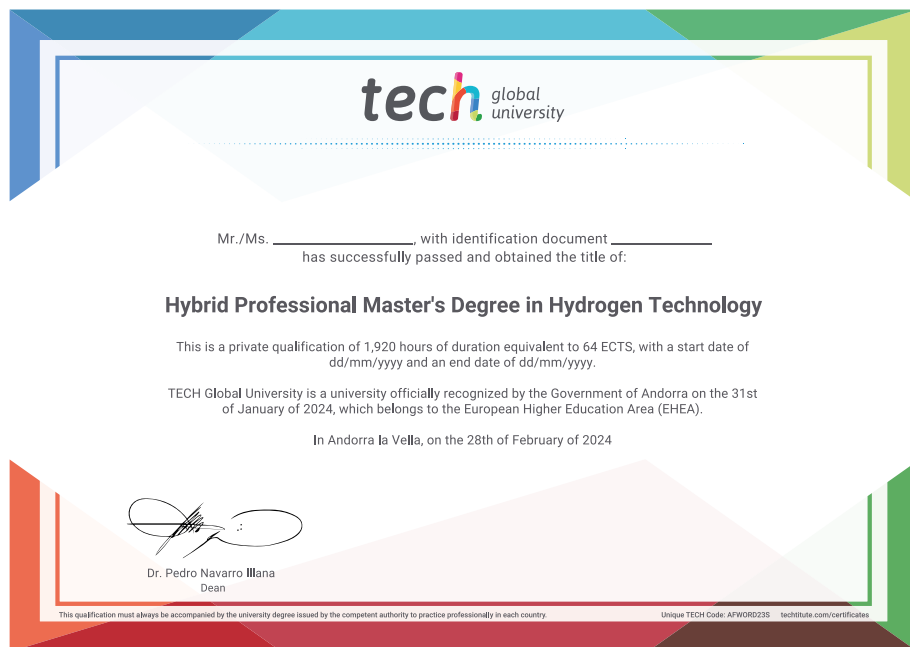 tech global
university
Mr./Ms. ____________________, with identification document ______________
has successfully passed and obtained the title of:
Hybrid Professional Master's Degree in Hydrogen Technology
This is a private qualification of 1,920 hours of duration equivalent to 64 ECTS, with a start date of
dd/mm/yyyy and an end date of dd/mm/yyyy.
TECH Global University is a university officially recognized by the Government of Andorra on the 31st
of January of 2024, which belongs to the European Higher Education Area (EHEA).
In Andorra la Vella, on the 28th of February of 2024
Dr. Pedro Navarro Illana
Dean
This qualification must always be accompanied by the university degree issued by the competent authority to practice professionally in each country. Unique TECH Code: AFWORD23S techtitute.com/certificates